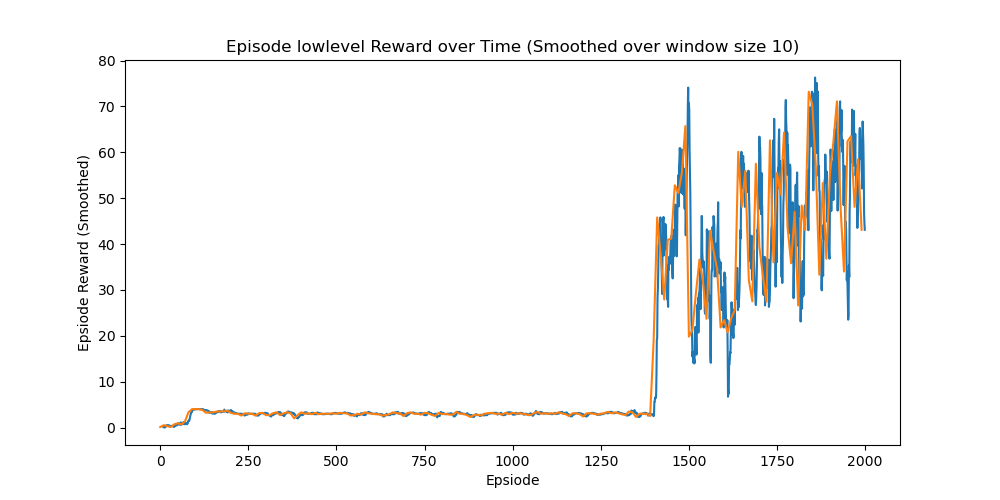 Episode lowlevel Reward over Time (Smoothed over window size 10)
Epsiode Reward (Smoothed)
80
70
60
50
40
30
20
10
0
0 250 500 750 1000 1250 1500 1750 2000
Epsiode